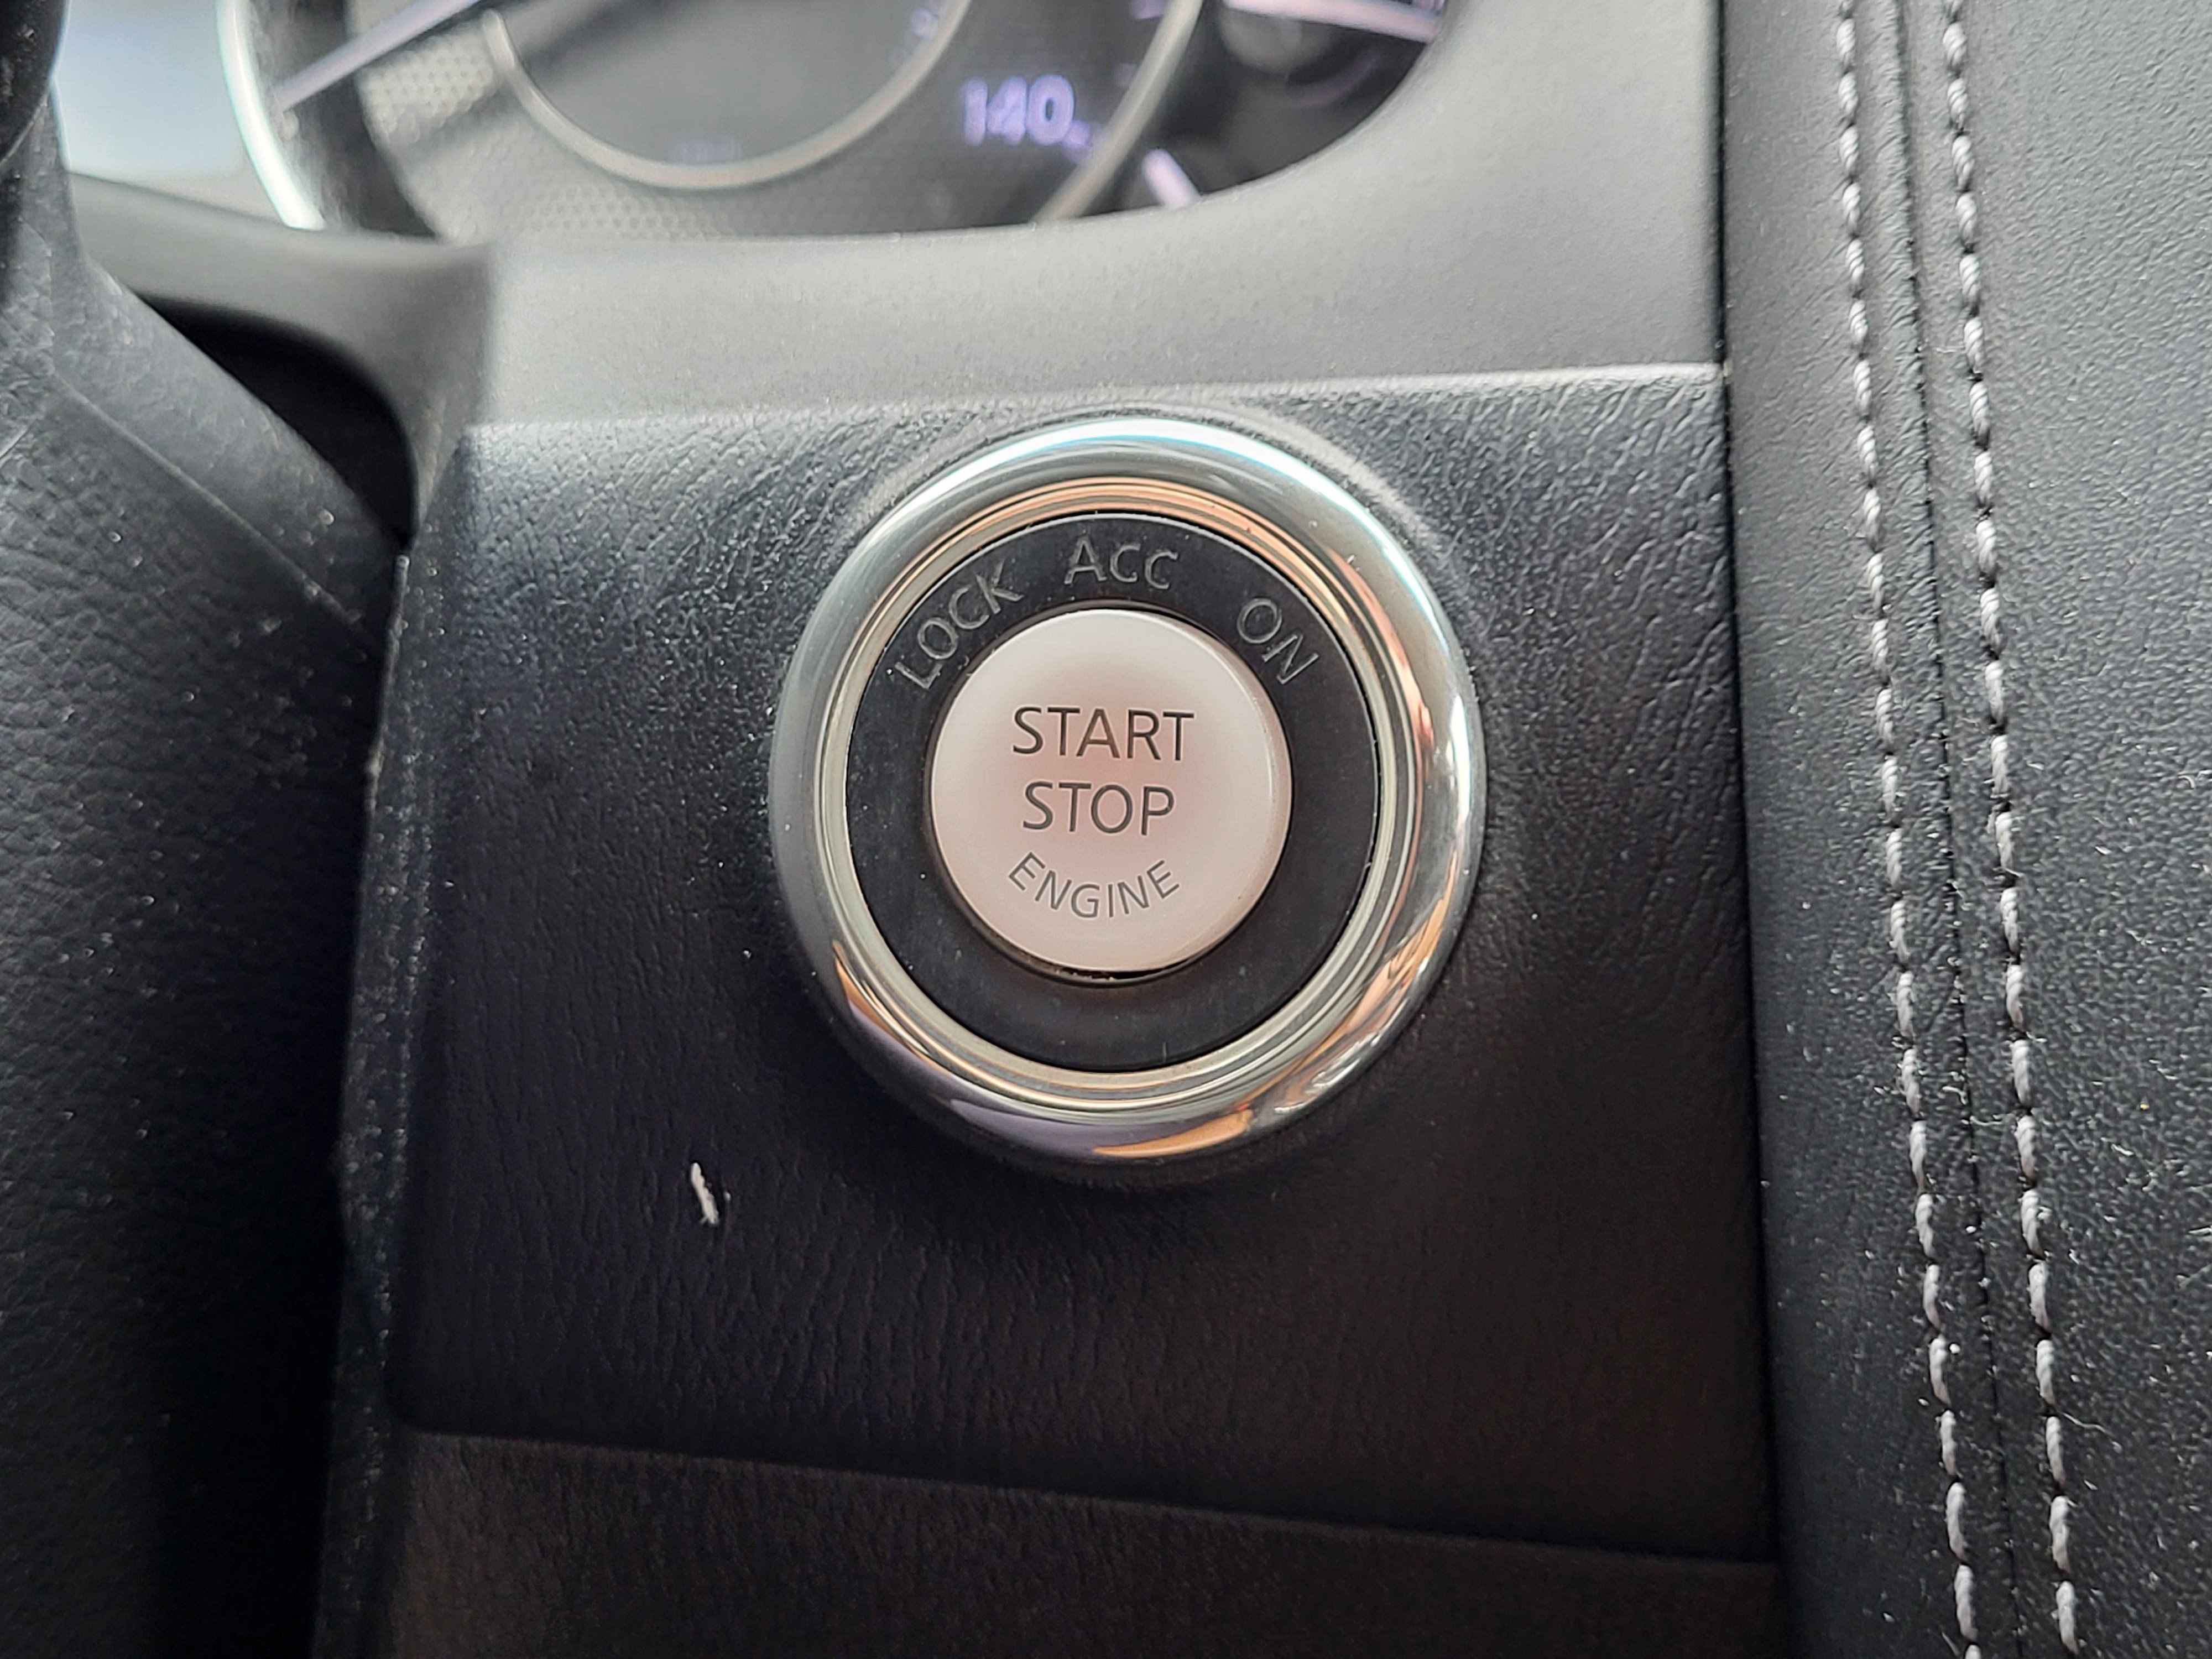 140
LOCK ACC ON
START
STOP
ENGINE